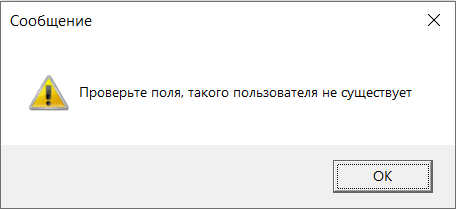 Сообщение
Проверьте поля, такого пользователя не существует
OK